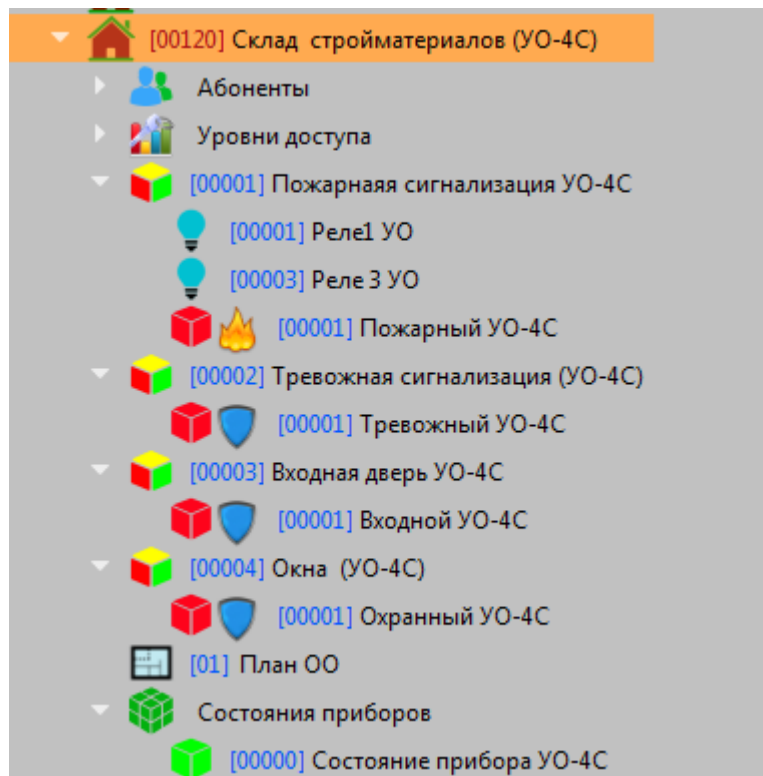 [00120] Склад стройматериалов (УО-4С)
Абоненты
Уровни доступа
[00001] Пожарнаяя сигнализация УО-4С
[00001] Реле1 УО
[00003] Реле 3 УО
[00001] Пожарный УО-4С
[00002] Тревожная сигнализация (УО-4С)
[00001] Тревожный УО-4С
[00003] Входная дверь УО-4С
[00001] Входной УО-4С
[00004] Окна (УО-4С)
[00001] Охранный УО-4С
[01] План ОО
Состояния приборов
[00000] Состояние прибора УО-4С